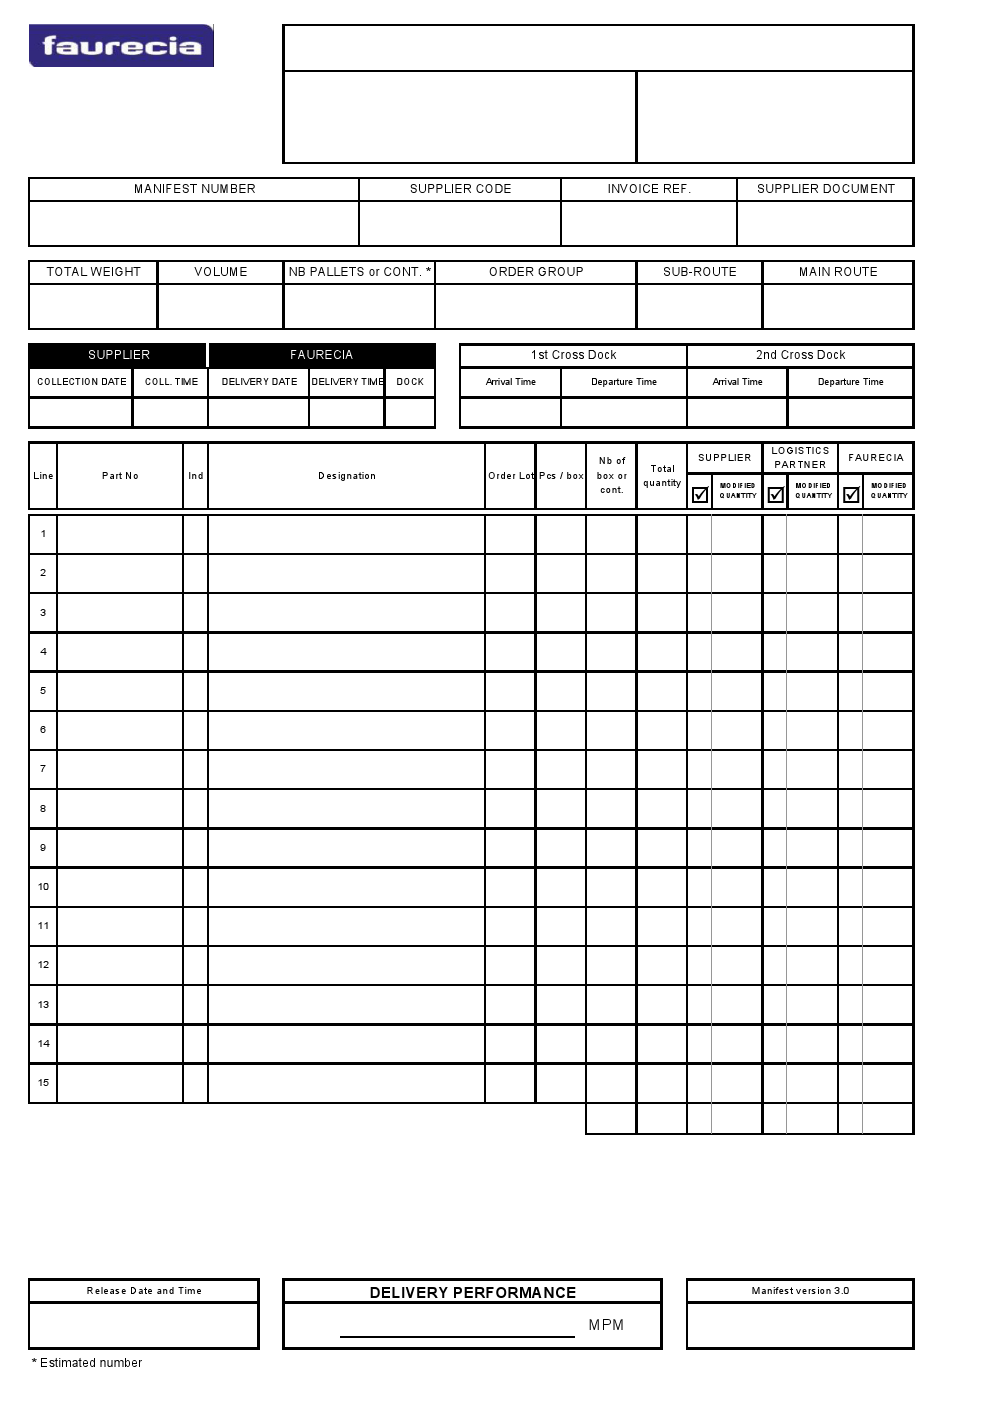 faurecia
MANIFEST NUMBER SUPPLIER CODE INVOICE REF. SUPPLIER DOCUMENT
TOTAL WEIGHT VOLUME NB PALLETS or CONT. * ORDER GROUP SUB-ROUTE MAIN ROUTE
SUPPLIER FAURECIA 1st Cross Dock 2nd Cross Dock
COLLECTION DATE COLL. TIME DELIVERY DATE DELIVERY TIME DOCK Arrival Time Departure Time Arrival Time Departure Time
Line Part No Ind Designation Order Lot Pcs / box Nb of box or cont. Total quantity SUPPLIER LOGISTICS PARTNER FAURECIA
MODIFIED QUANTITY MODIFIED QUANTITY MODIFIED QUANTITY
1
2
3
4
5
6
7
8
9
10
11
12
13
14
15
Release Date and Time DELIVERY PERFORMANCE Manifest version 3.0
MPM
* Estimated number